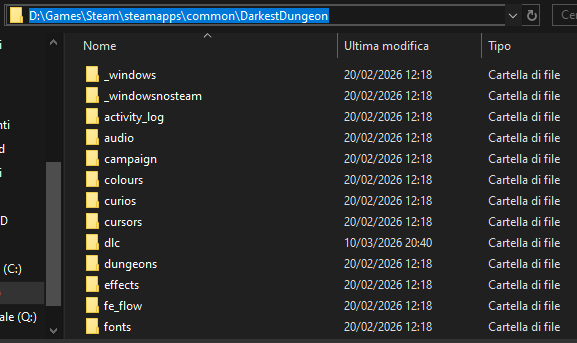 D:\Games\Steam\steamapps\common\DarkestDungeon
Nome Ultima modifica Tipo
_windows 20/02/2026 12:18 Cartella di file
_windowsnosteam 20/02/2026 12:18 Cartella di file
activity_log 20/02/2026 12:18 Cartella di file
audio 20/02/2026 12:18 Cartella di file
campaign 20/02/2026 12:18 Cartella di file
colours 20/02/2026 12:18 Cartella di file
curios 20/02/2026 12:18 Cartella di file
cursors 20/02/2026 12:18 Cartella di file
D
dlc 10/03/2026 20:40 Cartella di file
(C:) dungeons 20/02/2026 12:18 Cartella di file
effects 20/02/2026 12:18 Cartella di file
ale (Q:) fe_flow 20/02/2026 12:18 Cartella di file
fonts 20/02/2026 12:18 Cartella di file